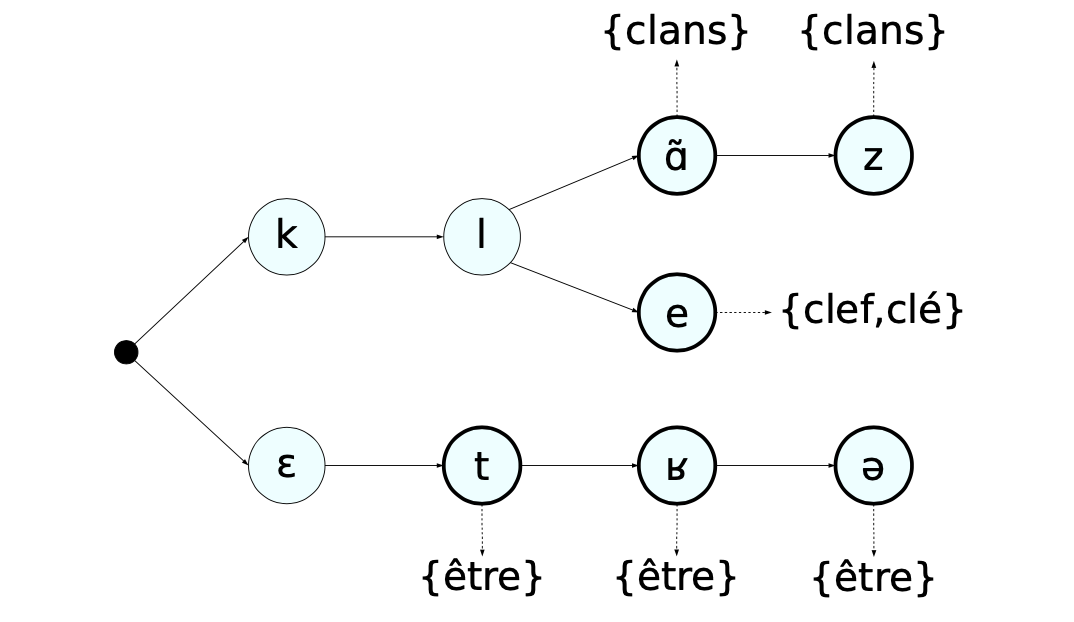 {clans} {clans}
ɑ̃ z
k l
e {clef,clé}
ɛ t ʁ ə
{être} {être} {être}